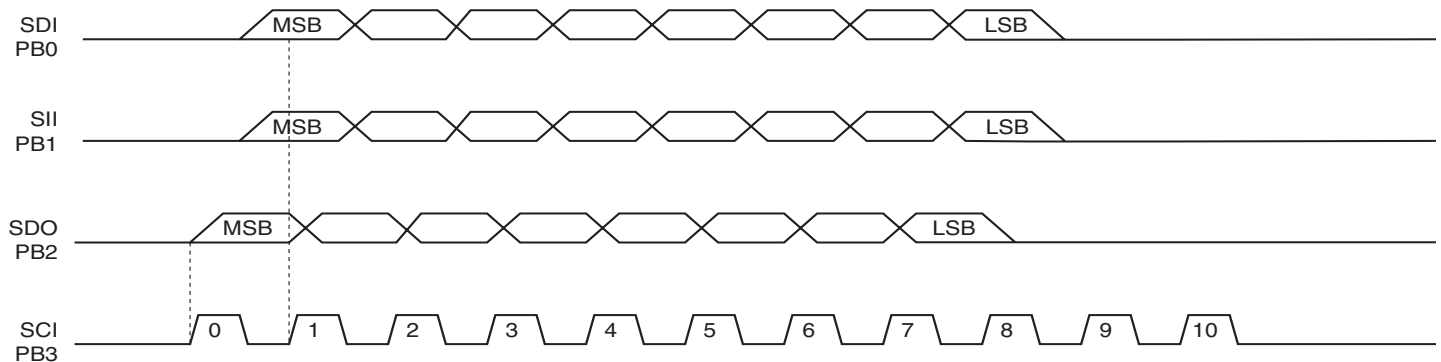 SDI
PB0
MSB LSB
SII
PB1
MSB LSB
SDO
PB2
MSB LSB
SCI
PB3
0 1 2 3 4 5 6 7 8 9 10